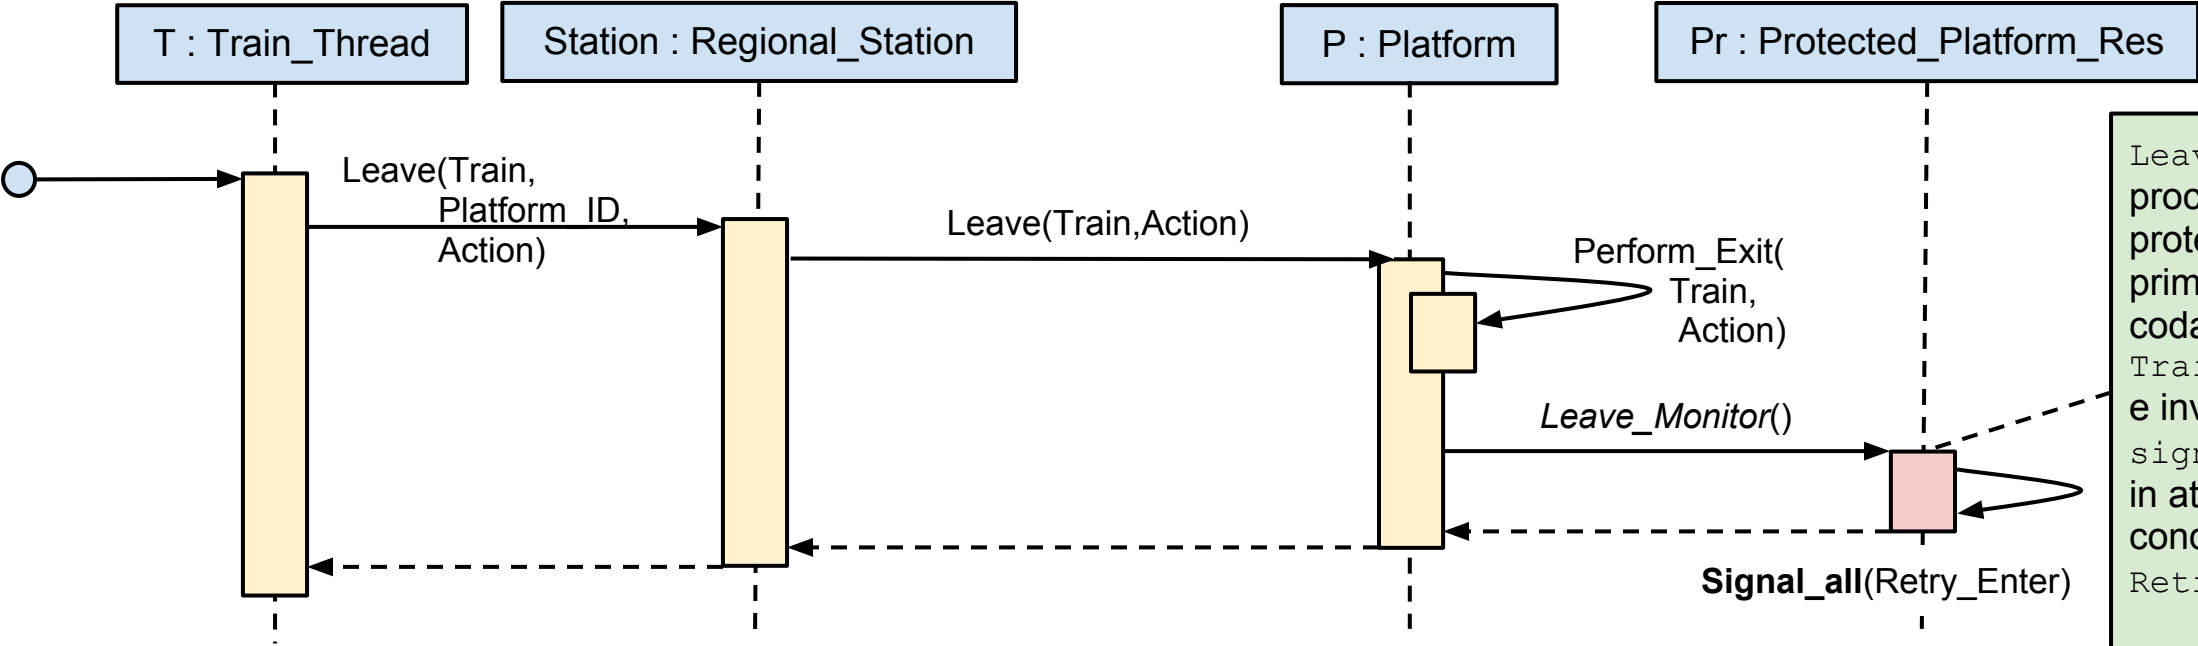 T : Train_Thread
Station : Regional_Station
P : Platform
Pr : Protected_Platform_Res
Leave(Train,
Platform_ID,
Action)
Leave(Train,Action)
Perform_Exit(
Train,
Action)
Leave_Monitor()
Signal_all(Retry_Enter)
e
in